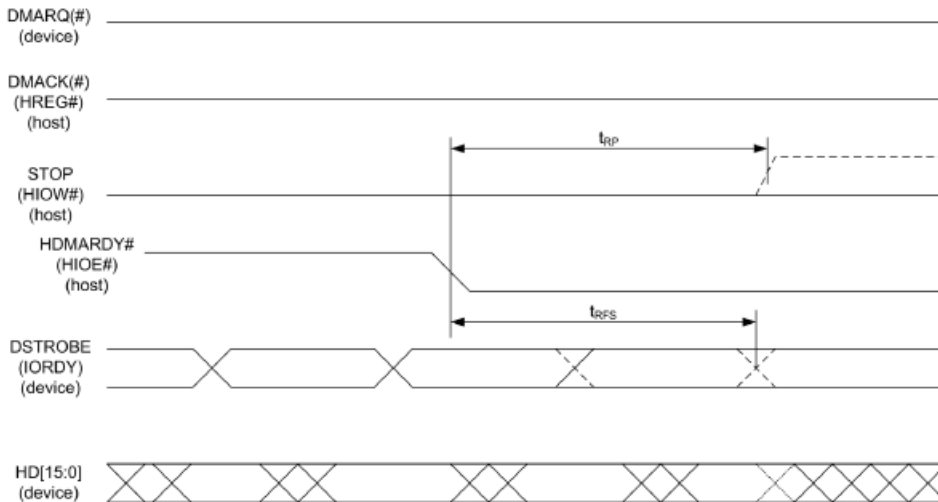 DMARQ(#)
(device)
DMACK(#)
(HREG#)
(host)
tRP
STOP
(HIOW#)
(host)
HDMARDY#
(HIOE#)
(host)
tRFS
DSTROBE
(IORDY)
(device)
HD[15:0]
(device)